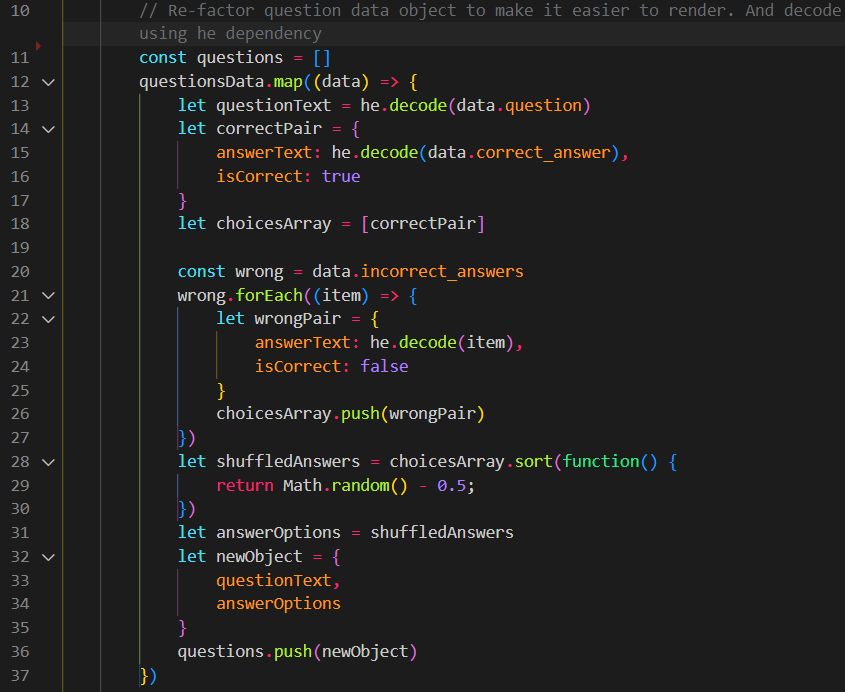 10 // Re-factor question data object to make it easier to render. And decode
using he dependency
11 const questions = []
12 questionsData.map((data) => {
13 let questionText = he.decode(data.question)
14 let correctPair = {
15 answerText: he.decode(data.correct_answer),
16 isCorrect: true
17 }
18 let choicesArray = [correctPair]
19
20 const wrong = data.incorrect_answers
21 wrong.forEach((item) => {
22 let wrongPair = {
23 answerText: he.decode(item),
24 isCorrect: false
25 }
26 choicesArray.push(wrongPair)
27 })
28 let shuffledAnswers = choicesArray.sort(function() {
29 return Math.random() - 0.5;
30 })
31 let answerOptions = shuffledAnswers
32 let newObject = {
33 questionText,
34 answerOptions
35 }
36 questions.push(newObject)
37 })